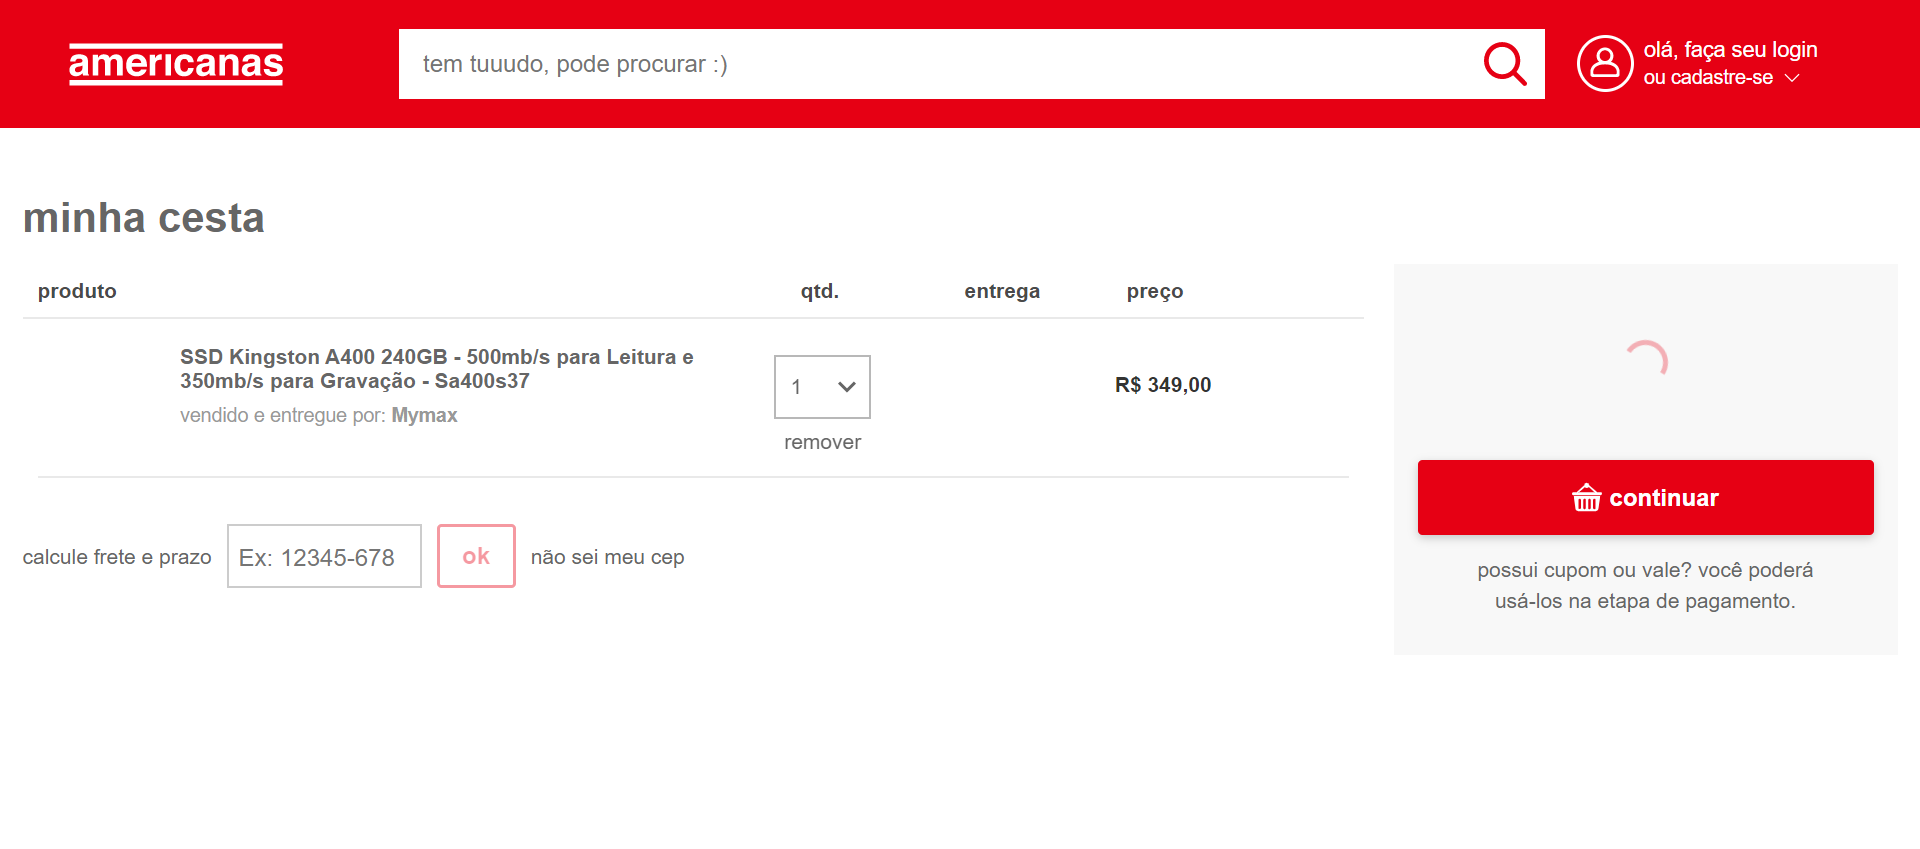 americanas
tem tuuudo, pode procurar :)
olá, faça seu login
ou cadastre-se
minha cesta
produto
qtd.
entrega
preço
SSD Kingston A400 240GB - 500mb/s para Leitura e
350mb/s para Gravação - Sa400s37
vendido e entregue por: Mymax
1
remover
R$ 349,00
continuar
possui cupom ou vale? você poderá
usá-los na etapa de pagamento.
calcule frete e prazo
Ex: 12345-678
ok
não sei meu cep